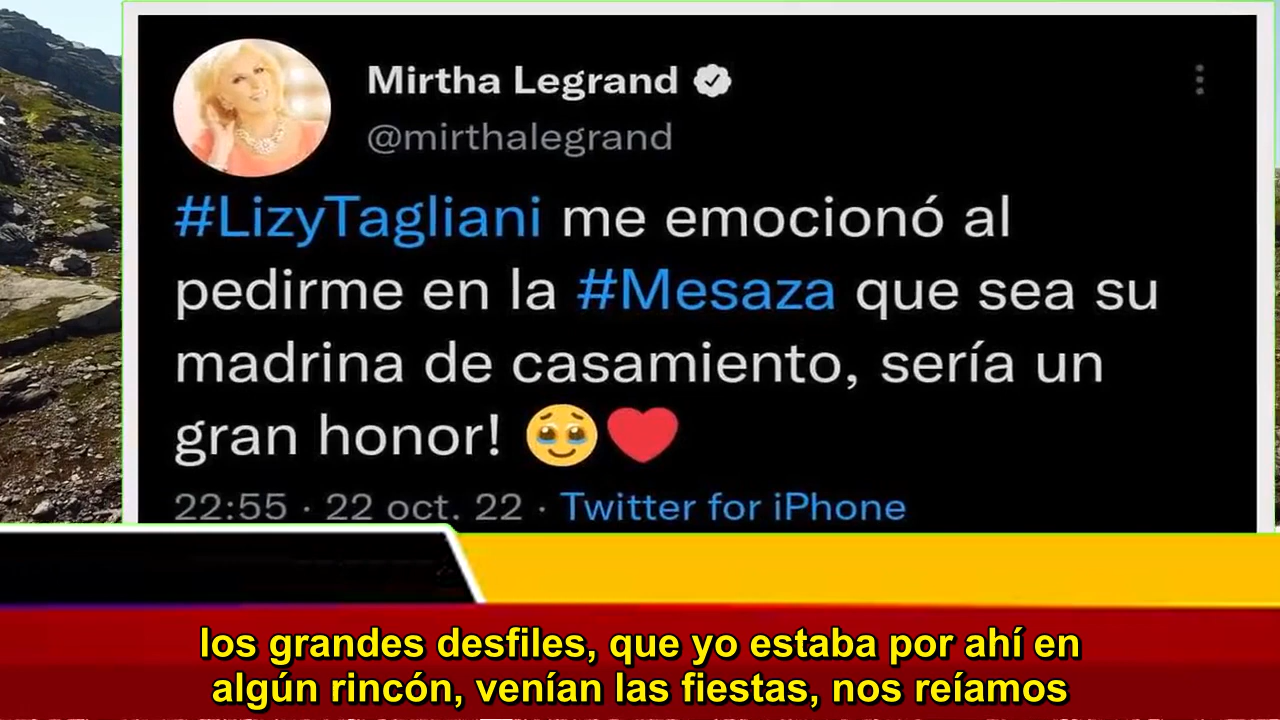 Mirtha Legrand
@mirthalegrand
#LizyTagliani me emocionó al
pedirme en la #Mesaza que sea su
madrina de casamiento, sería un
gran honor! 🥹❤️
22:55 · 22 oct. 22 · Twitter for iPhone
los grandes desfiles, que yo estaba por ahí en
algún rincón, venían las fiestas, nos reíamos